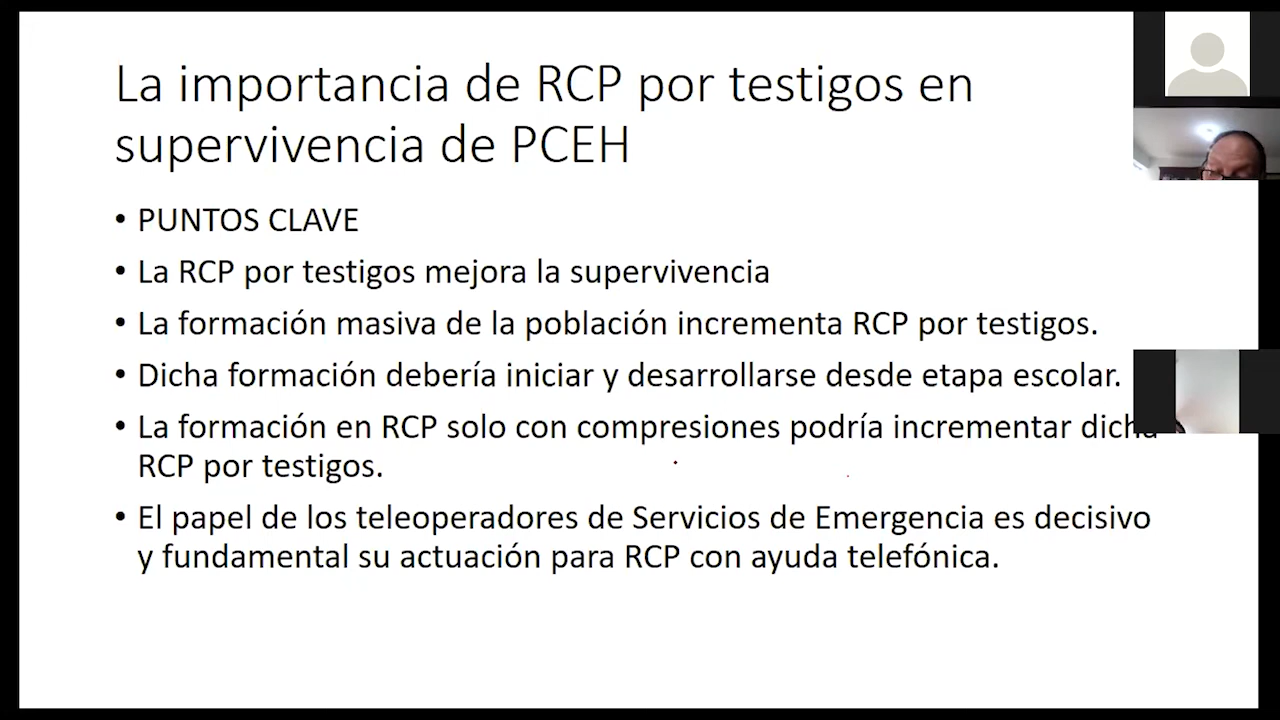 La importancia de RCP por testigos en
supervivencia de PCEH
• PUNTOS CLAVE
• La RCP por testigos mejora la supervivencia
• La formación masiva de la población incrementa RCP por testigos.
• Dicha formación debería iniciar y desarrollarse desde etapa escolar.
• La formación en RCP solo con compresiones podría incrementar dicha
RCP por testigos.
• El papel de los teleoperadores de Servicios de Emergencia es decisivo
y fundamental su actuación para RCP con ayuda telefónica.